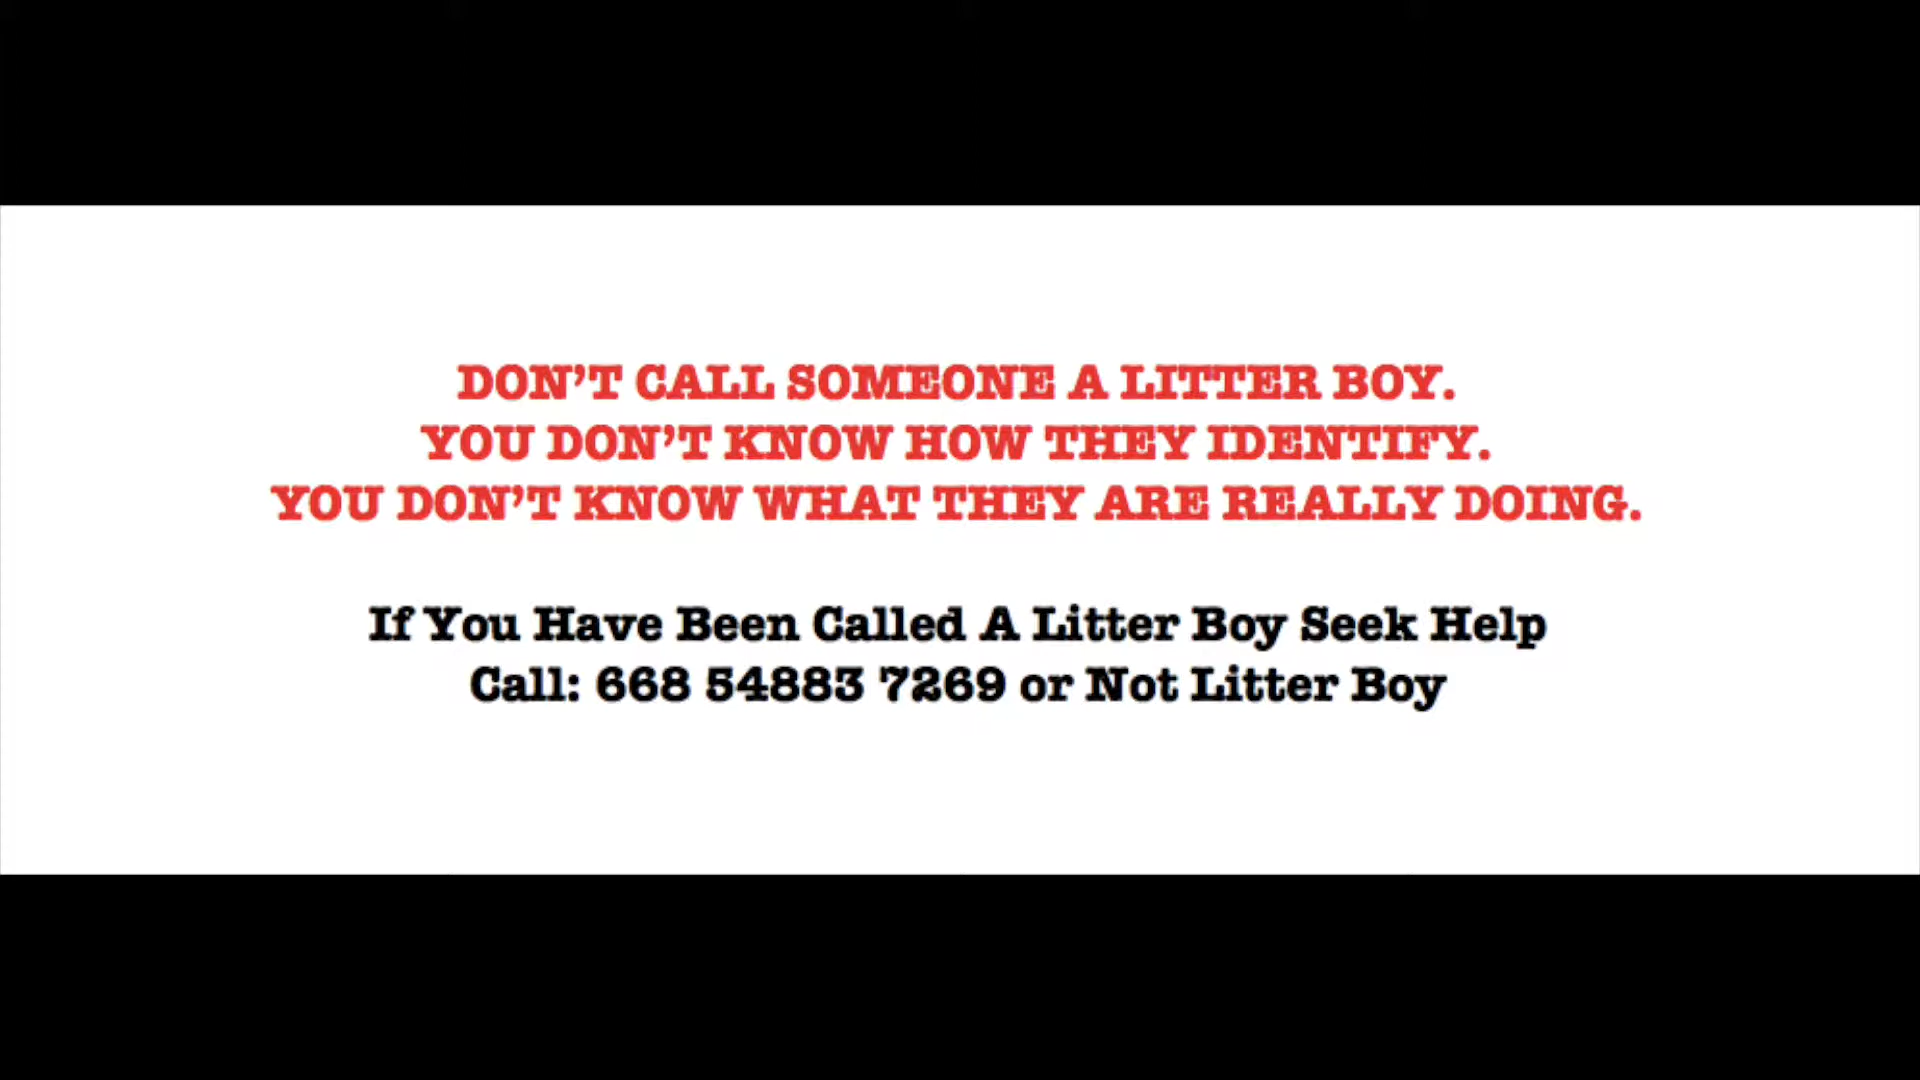 DON’T CALL SOMEONE A LITTER BOY.
YOU DON’T KNOW HOW THEY IDENTIFY.
YOU DON’T KNOW WHAT THEY ARE REALLY DOING.
If You Have Been Called A Litter Boy Seek Help
Call: 668 54883 7269 or Not Litter Boy